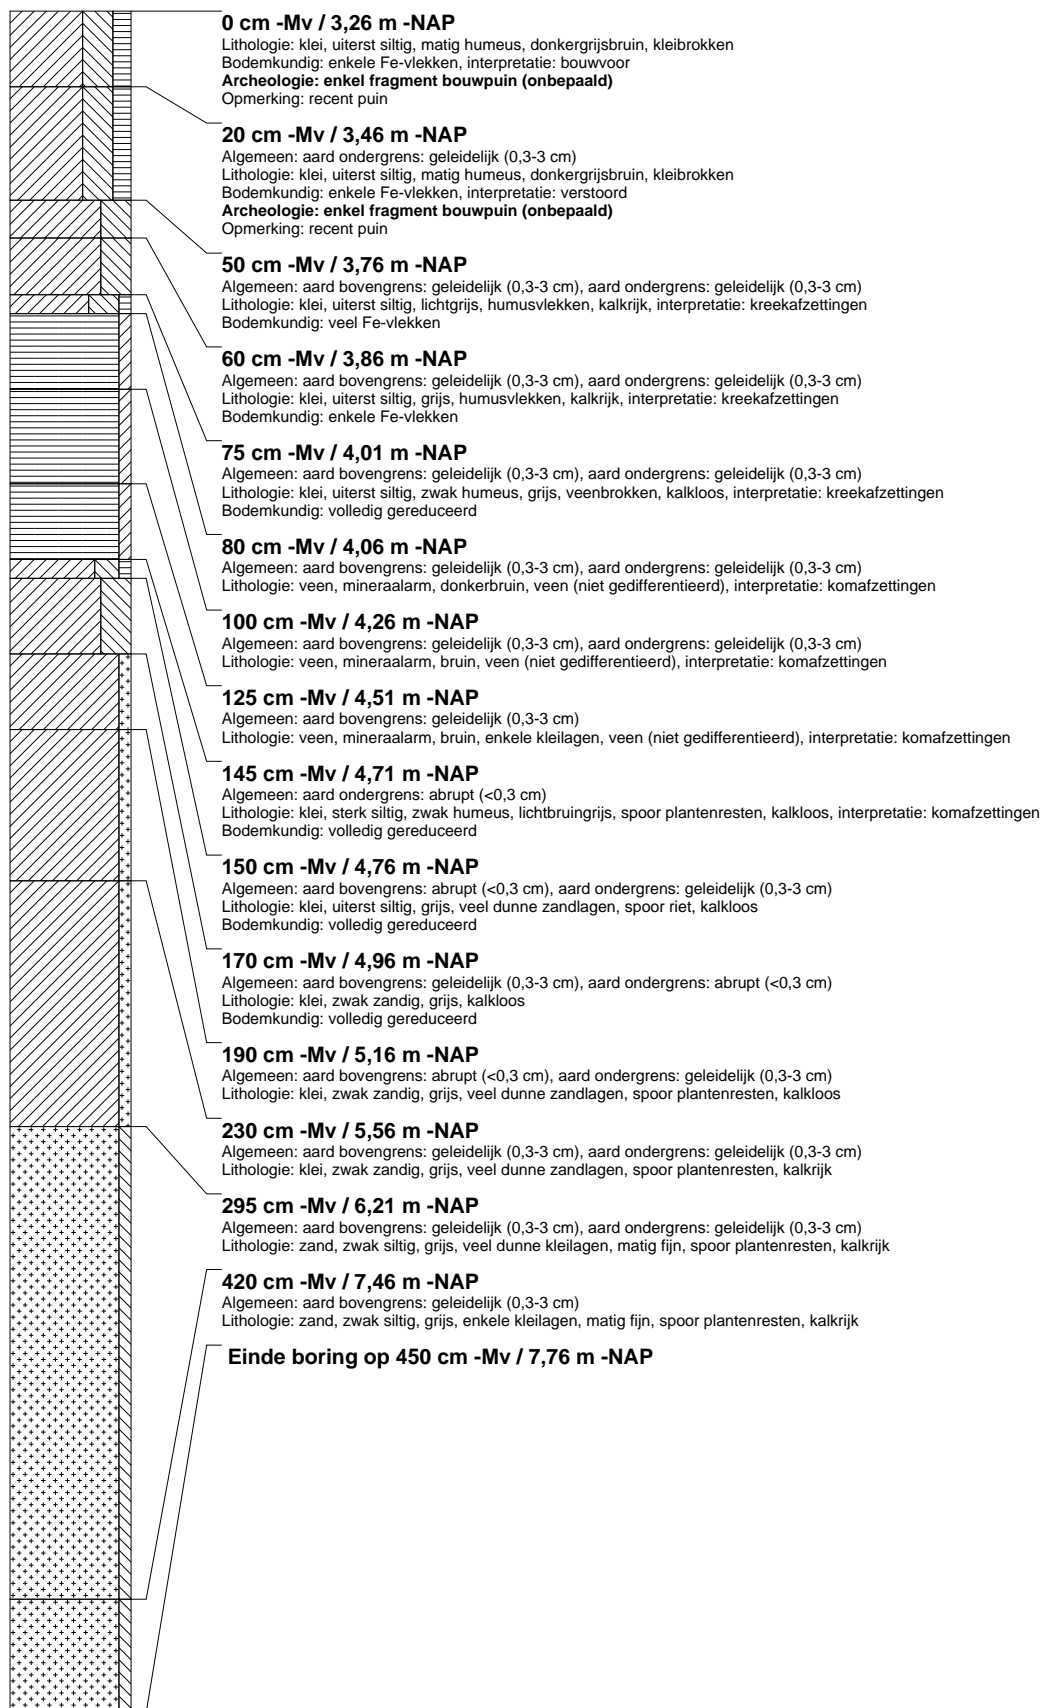 0 cm -Mv / 3,26 m -NAP
Lithologie: klei, uiterst siltig, matig humeus, donkergrijsbruin, kleibrokken
Bodemkundig: enkele Fe-vlekken, interpretatie: bouwvoor
Archeologie: enkel fragment bouwpuin (onbepaald)
Opmerking: recent puin
20 cm -Mv / 3,46 m -NAP
Algemeen: aard ondergrens: geleidelijk (0,3-3 cm)
Lithologie: klei, uiterst siltig, matig humeus, donkergrijsbruin, kleibrokken
Bodemkundig: enkele Fe-vlekken, interpretatie: verstoord
Archeologie: enkel fragment bouwpuin (onbepaald)
Opmerking: recent puin
50 cm -Mv / 3,76 m -NAP
Algemeen: aard bovengrens: geleidelijk (0,3-3 cm), aard ondergrens: geleidelijk (0,3-3 cm)
Lithologie: klei, uiterst siltig, lichtgrijs, humusvlekken, kalkrijk, interpretatie: kreekafzettingen
Bodemkundig: veel Fe-vlekken
60 cm -Mv / 3,86 m -NAP
Algemeen: aard bovengrens: geleidelijk (0,3-3 cm), aard ondergrens: geleidelijk (0,3-3 cm)
Lithologie: klei, uiterst siltig, grijs, humusvlekken, kalkrijk, interpretatie: kreekafzettingen
Bodemkundig: enkele Fe-vlekken
75 cm -Mv / 4,01 m -NAP
Algemeen: aard bovengrens: geleidelijk (0,3-3 cm), aard ondergrens: geleidelijk (0,3-3 cm)
Lithologie: klei, uiterst siltig, zwak humeus, grijs, veenbrokken, kalkloos, interpretatie: kreekafzettingen
Bodemkundig: volledig gereduceerd
80 cm -Mv / 4,06 m -NAP
Algemeen: aard bovengrens: geleidelijk (0,3-3 cm), aard ondergrens: geleidelijk (0,3-3 cm)
Lithologie: veen, mineraalarm, donkerbruin, veen (niet gedifferentieerd), interpretatie: komafzettingen
100 cm -Mv / 4,26 m -NAP
Algemeen: aard bovengrens: geleidelijk (0,3-3 cm), aard ondergrens: geleidelijk (0,3-3 cm)
Lithologie: veen, mineraalarm, bruin, veen (niet gedifferentieerd), interpretatie: komafzettingen
125 cm -Mv / 4,51 m -NAP
Algemeen: aard bovengrens: geleidelijk (0,3-3 cm)
Lithologie: veen, mineraalarm, bruin, enkele kleilagen, veen (niet gedifferentieerd), interpretatie: komafzettingen
145 cm -Mv / 4,71 m -NAP
Algemeen: aard ondergrens: abrupt (<0,3 cm)
Lithologie: klei, sterk siltig, zwak humeus, lichtbruingrijs, spoor plantenresten, kalkloos, interpretatie: komafzettingen
Bodemkundig: volledig gereduceerd
150 cm -Mv / 4,76 m -NAP
Algemeen: aard bovengrens: abrupt (<0,3 cm), aard ondergrens: geleidelijk (0,3-3 cm)
Lithologie: klei, uiterst siltig, grijs, veel dunne zandlagen, spoor riet, kalkloos
Bodemkundig: volledig gereduceerd
170 cm -Mv / 4,96 m -NAP
Algemeen: aard bovengrens: geleidelijk (0,3-3 cm), aard ondergrens: abrupt (<0,3 cm)
Lithologie: klei, zwak zandig, grijs, kalkloos
Bodemkundig: volledig gereduceerd
190 cm -Mv / 5,16 m -NAP
Algemeen: aard bovengrens: abrupt (<0,3 cm), aard ondergrens: geleidelijk (0,3-3 cm)
Lithologie: klei, zwak zandig, grijs, veel dunne zandlagen, spoor plantenresten, kalkloos
230 cm -Mv / 5,56 m -NAP
Algemeen: aard bovengrens: geleidelijk (0,3-3 cm), aard ondergrens: geleidelijk (0,3-3 cm)
Lithologie: klei, zwak zandig, grijs, veel dunne zandlagen, spoor plantenresten, kalkrijk
295 cm -Mv / 6,21 m -NAP
Algemeen: aard bovengrens: geleidelijk (0,3-3 cm), aard ondergrens: geleidelijk (0,3-3 cm)
Lithologie: zand, zwak siltig, grijs, veel dunne kleilagen, matig fijn, spoor plantenresten, kalkrijk
420 cm -Mv / 7,46 m -NAP
Algemeen: aard bovengrens: geleidelijk (0,3-3 cm)
Lithologie: zand, zwak siltig, grijs, enkele kleilagen, matig fijn, spoor plantenresten, kalkrijk
Einde boring op 450 cm -Mv / 7,76 m -NAP